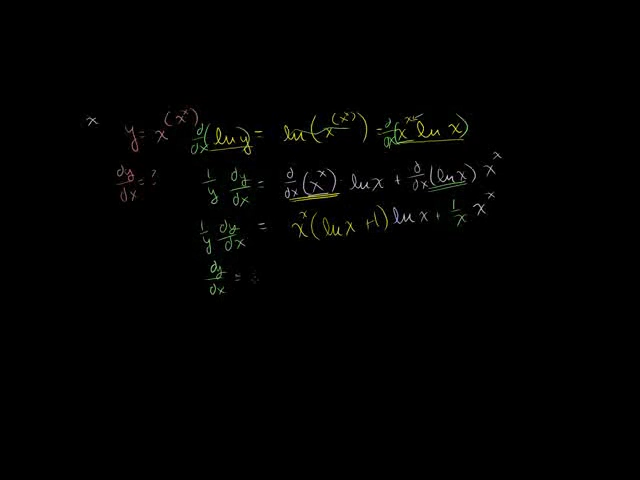 x y = x^(x^x) d/dx (ln y) = ln(x^(x^x)) = d/dx (x^x ln x)
dy/dx = ? 1/y dy/dx = d/dx (x^x) · ln x + d/dx (ln x) x^x
1/y dy/dx = x^x (ln x + 1) ln x + 1/x x^x
dy/dx =